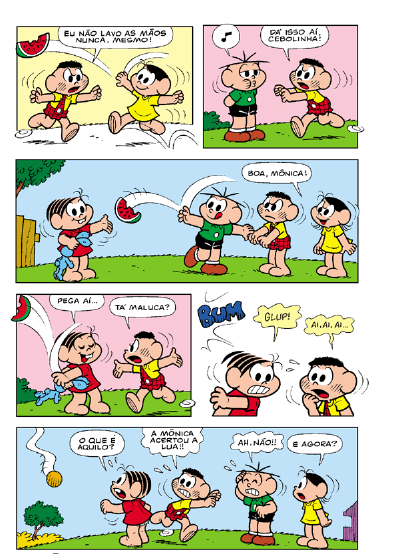 EU NÃO LAVO AS MÃOS
NUNCA, MESMO!
DÁ ISSO AÍ,
CEBOLINHA!
BOA, MÔNICA!
PEGA AÍ...
TÁ MALUCA?
BUM
GLUP!
AI, AI, AI...
O QUE É
AQUILO?
A MÔNICA
ACERTOU A
LUA!!
AH, NÃO!!
E AGORA?